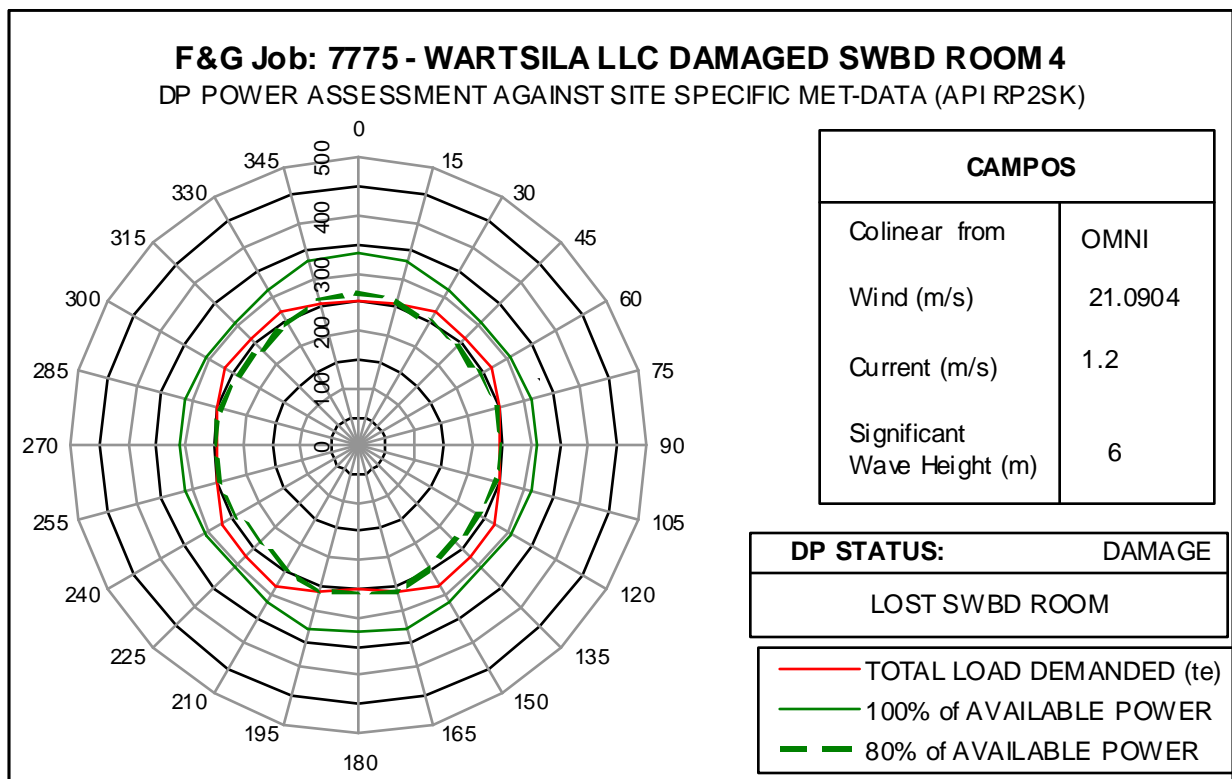 F&G Job: 7775 - WARTSILA LLC DAMAGED SWBD ROOM 4
DP POWER ASSESSMENT AGAINST SITE SPECIFIC MET-DATA (API RP2SK)
0
15
30
45
60
75
90
105
120
135
150
165
180
195
210
225
240
255
270
285
300
315
330
345
500
400
300
200
100
0
CAMPOS
Colinear from OMNI
Wind (m/s) 21.0904
Current (m/s) 1.2
Significant
Wave Height (m) 6
DP STATUS: DAMAGE
LOST SWBD ROOM
TOTAL LOAD DEMANDED (te)
100% of AVAILABLE POWER
80% of AVAILABLE POWER